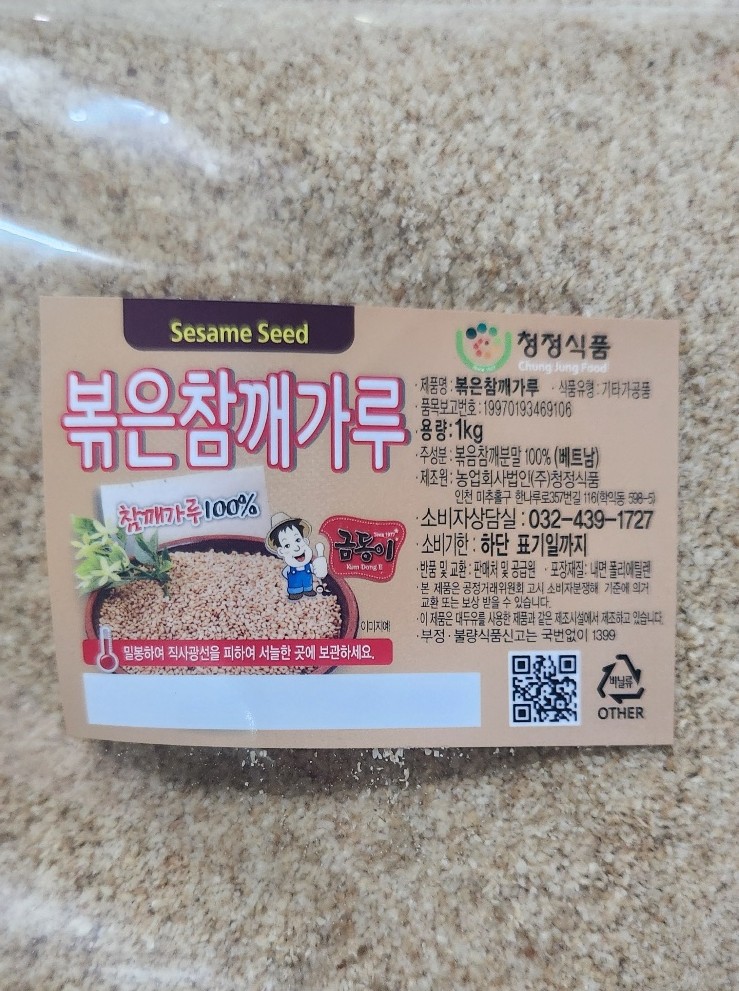 Sesame Seed
볶은참깨가루
참깨가루100%
Since 1977
금동이
Kum Dong E
이미지예
밀봉하여 직사광선을 피하여 서늘한 곳에 보관하세요.
청정식품
Chung Jung Food
·제품명 : 볶은참깨가루 ·식품유형 : 기타가공품
·품목보고번호 : 19970193469106
·용량 : 1kg
·주성분 : 볶음참깨분말 100% (베트남)
·제조원 : 농업회사법인(주)청정식품
인천 미추홀구 한나루로357번길 116(학익동 598-5)
·소비자상담실 : 032-439-1727
·소비기한 : 하단 표기일까지
·반품 및 교환 : 판매처 및 공급원 ·포장재질 : 내면 폴리에틸렌
·본 제품은 공정거래위원회 고시 소비자분쟁해 기준에 의거
교환 또는 보상 받을 수 있습니다.
·이 제품은 대두유를 사용한 제품과 같은 제조시설에서 제조하고 있습니다.
·부정·불량식품신고는 국번없이 1399
비닐류
OTHER